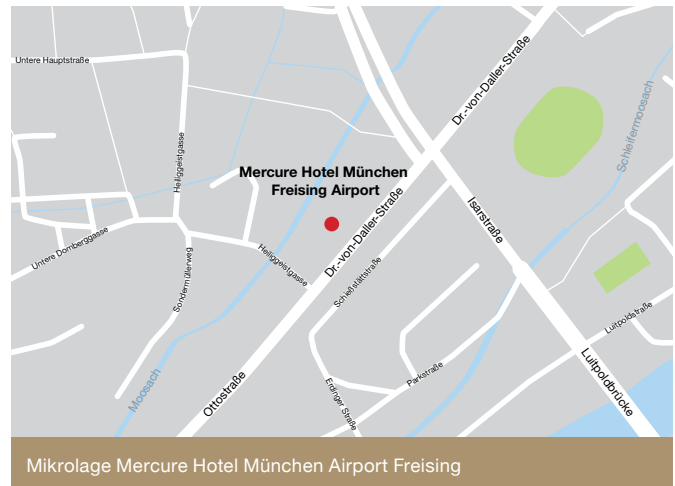 Untere Hauptstraße
Dr.-von-Daller-Straße
Schleifermoosach
Heiliggeistgasse
Mercure Hotel München
Freising Airport
Isarstraße
Dr.-von-Daller-Straße
Untere Domberggasse
Sondermüllerweg
Heiliggeistgasse
Schießstättstraße
Luitpoldstraße
Moosach
Ottostraße
Erdinger Straße
Parkstraße
Luitpoldbrücke
Mikrolage Mercure Hotel München Airport Freising